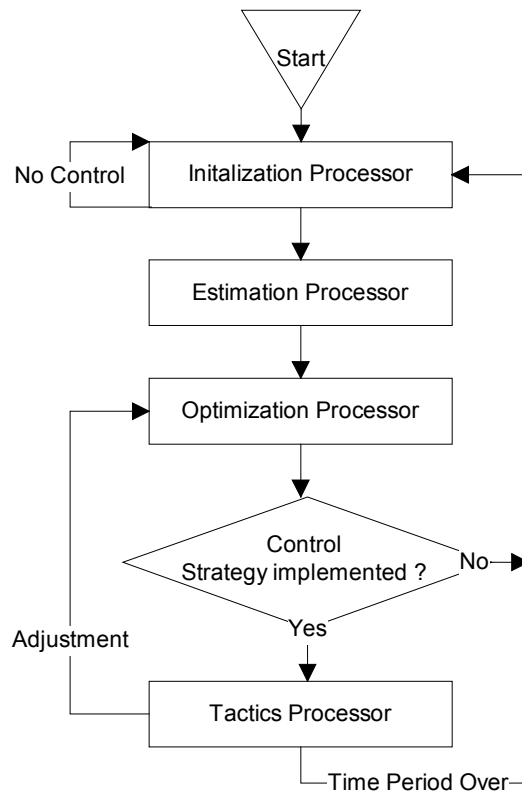 Start
No Control
Initalization Processor
Estimation Processor
Optimization Processor
Control
Strategy implemented ?
No
Yes
Adjustment
Tactics Processor
Time Period Over